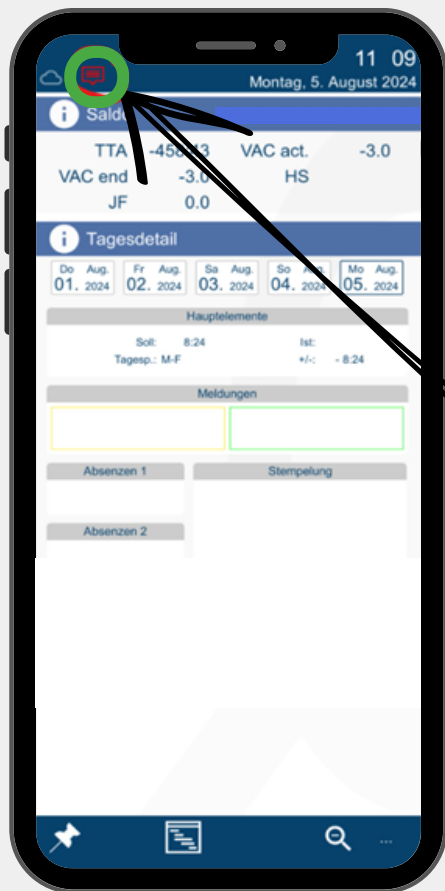 11 09
Montag, 5. August 2024
TTA VAC act. -3.0
VAC end -3.0 HS
JF 0.0
Tagesdetail
Do Aug. Fr Aug. Sa Aug. So Aug. Mo Aug.
01. 2024 02. 2024 03. 2024 04. 2024 05. 2024
Hauptelemente
Soll: 8:24 Ist:
Tagesp.: M-F +/-: - 8:24
Meldungen
Absenzen 1 Stempelung
Absenzen 2